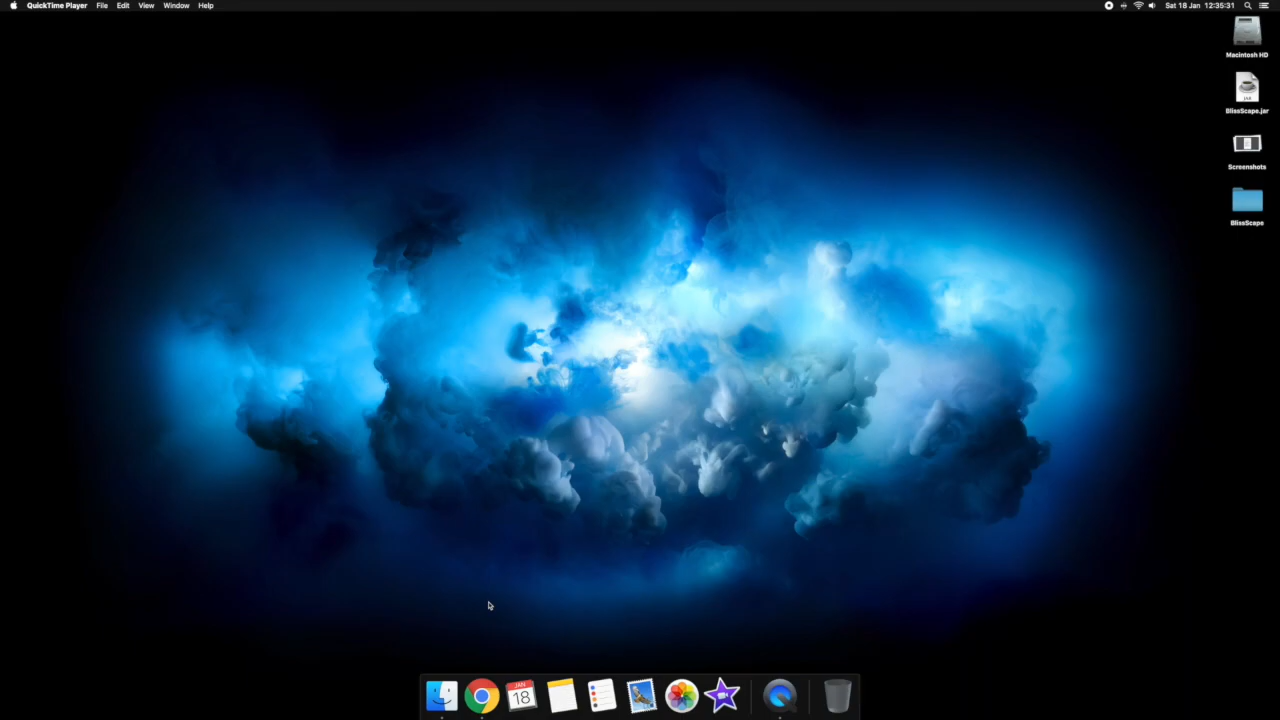 QuickTime Player File Edit View Window Help Sat 18 Jan 12:35:31
Macintosh HD
JAR
BlissScape.jar
Screenshots
BlissScape
JAN
18